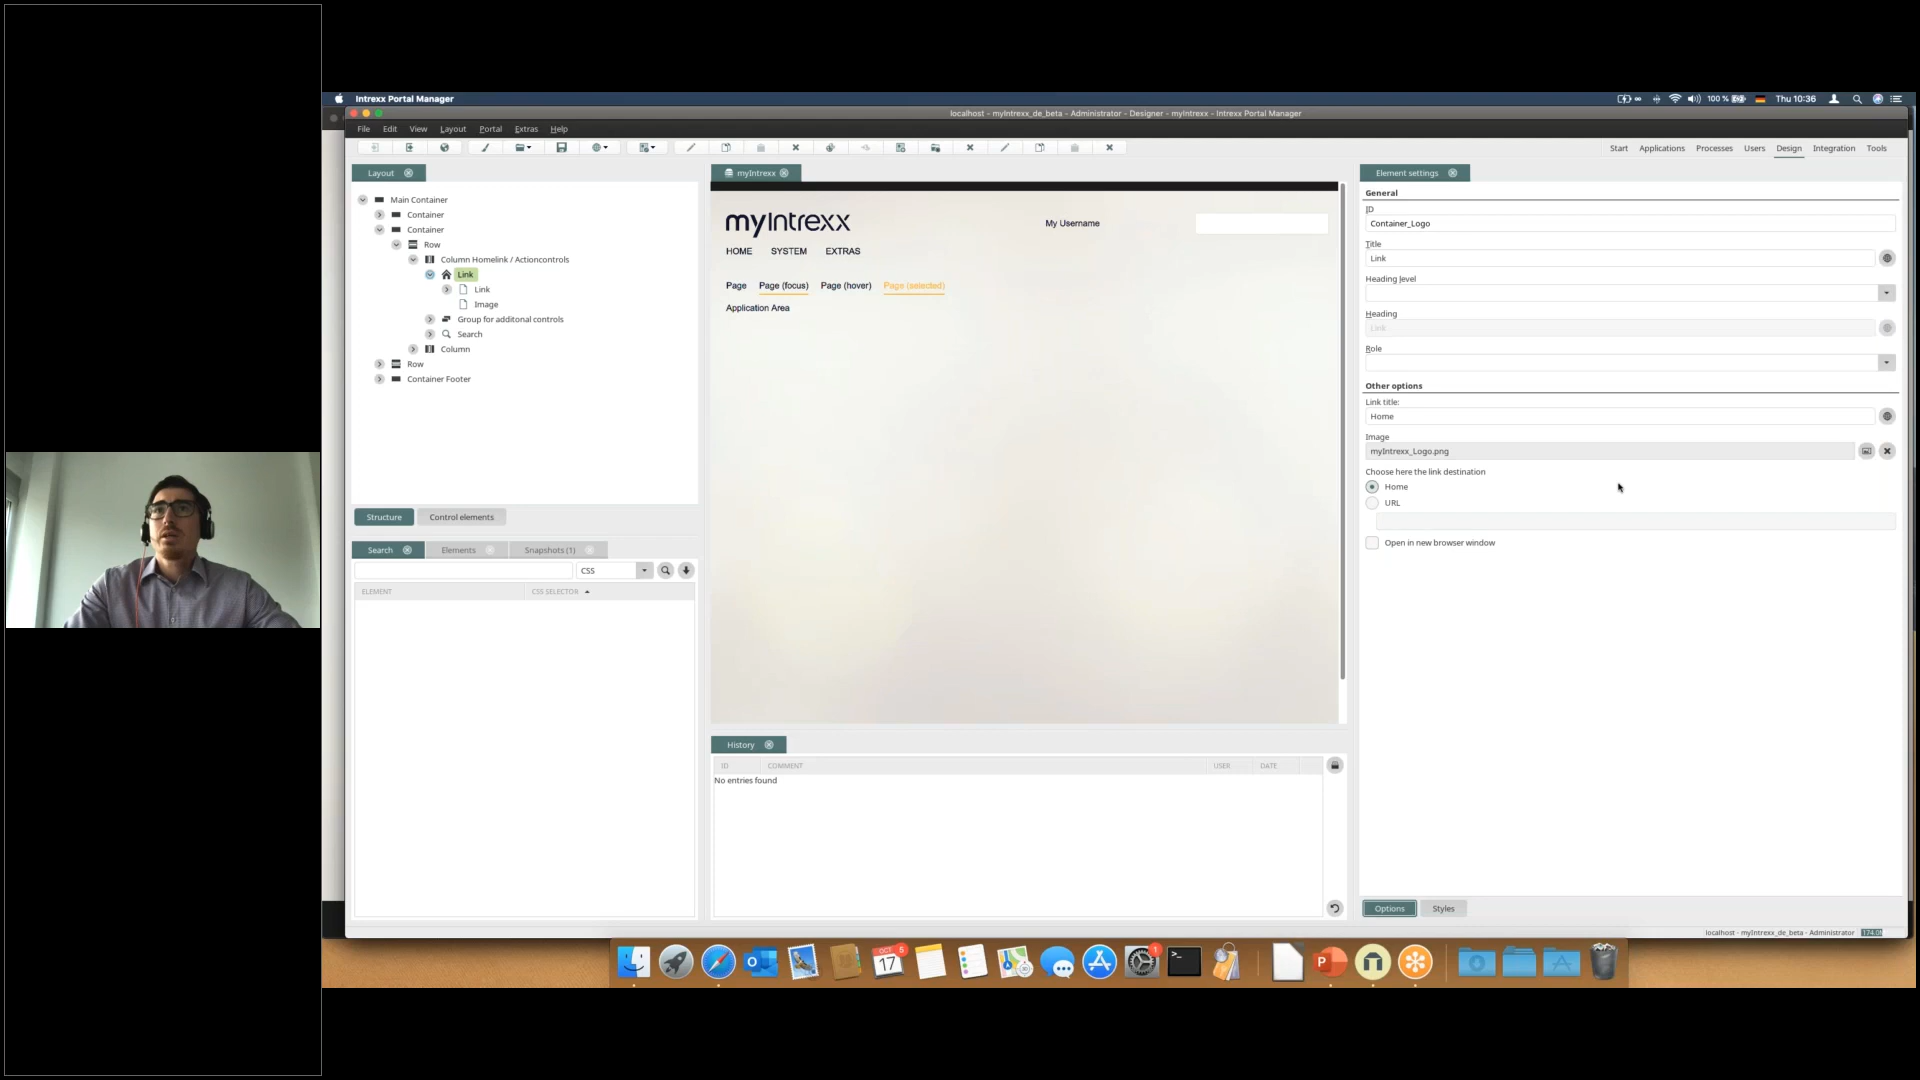 Intrexx Portal Manager
100 %
Thu 10:36
localhost - myIntrexx_de_beta - Administrator - Designer - myIntrexx - Intrexx Portal Manager
File Edit View Layout Portal Extras Help
Start Applications Processes Users Design Integration Tools
Layout
Main Container
Container
Container
Row
Column Homelink / Actioncontrols
Link
Link
Image
Group for additonal controls
Search
Column
Row
Container Footer
Structure
Control elements
Search
Elements
Snapshots (1)
CSS
ELEMENT
CSS SELECTOR
myIntrexx
myIntrexx
My Username
HOME SYSTEM EXTRAS
Page Page (focus) Page (hover) Page (selected)
Application Area
History
ID COMMENT USER DATE
No entries found
Element settings
General
ID
Container_Logo
Title
Link
Heading level
Heading
Link
Role
Other options
Link title:
Home
Image
myIntrexx_Logo.png
Choose here the link destination
Home
URL
Open in new browser window
Options
Styles
localhost - myIntrexx_de_beta - Administrator
OCT
17
5
1